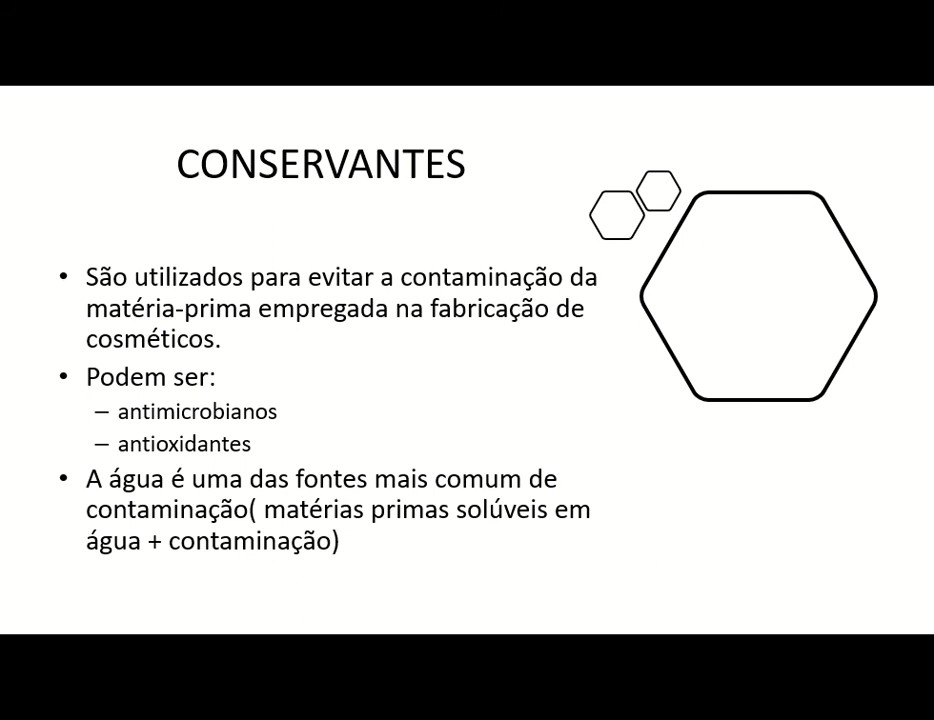 CONSERVANTES
• São utilizados para evitar a contaminação da
matéria-prima empregada na fabricação de
cosméticos.
• Podem ser:
– antimicrobianos
– antioxidantes
• A água é uma das fontes mais comum de
contaminação( matérias primas solúveis em
água + contaminação)